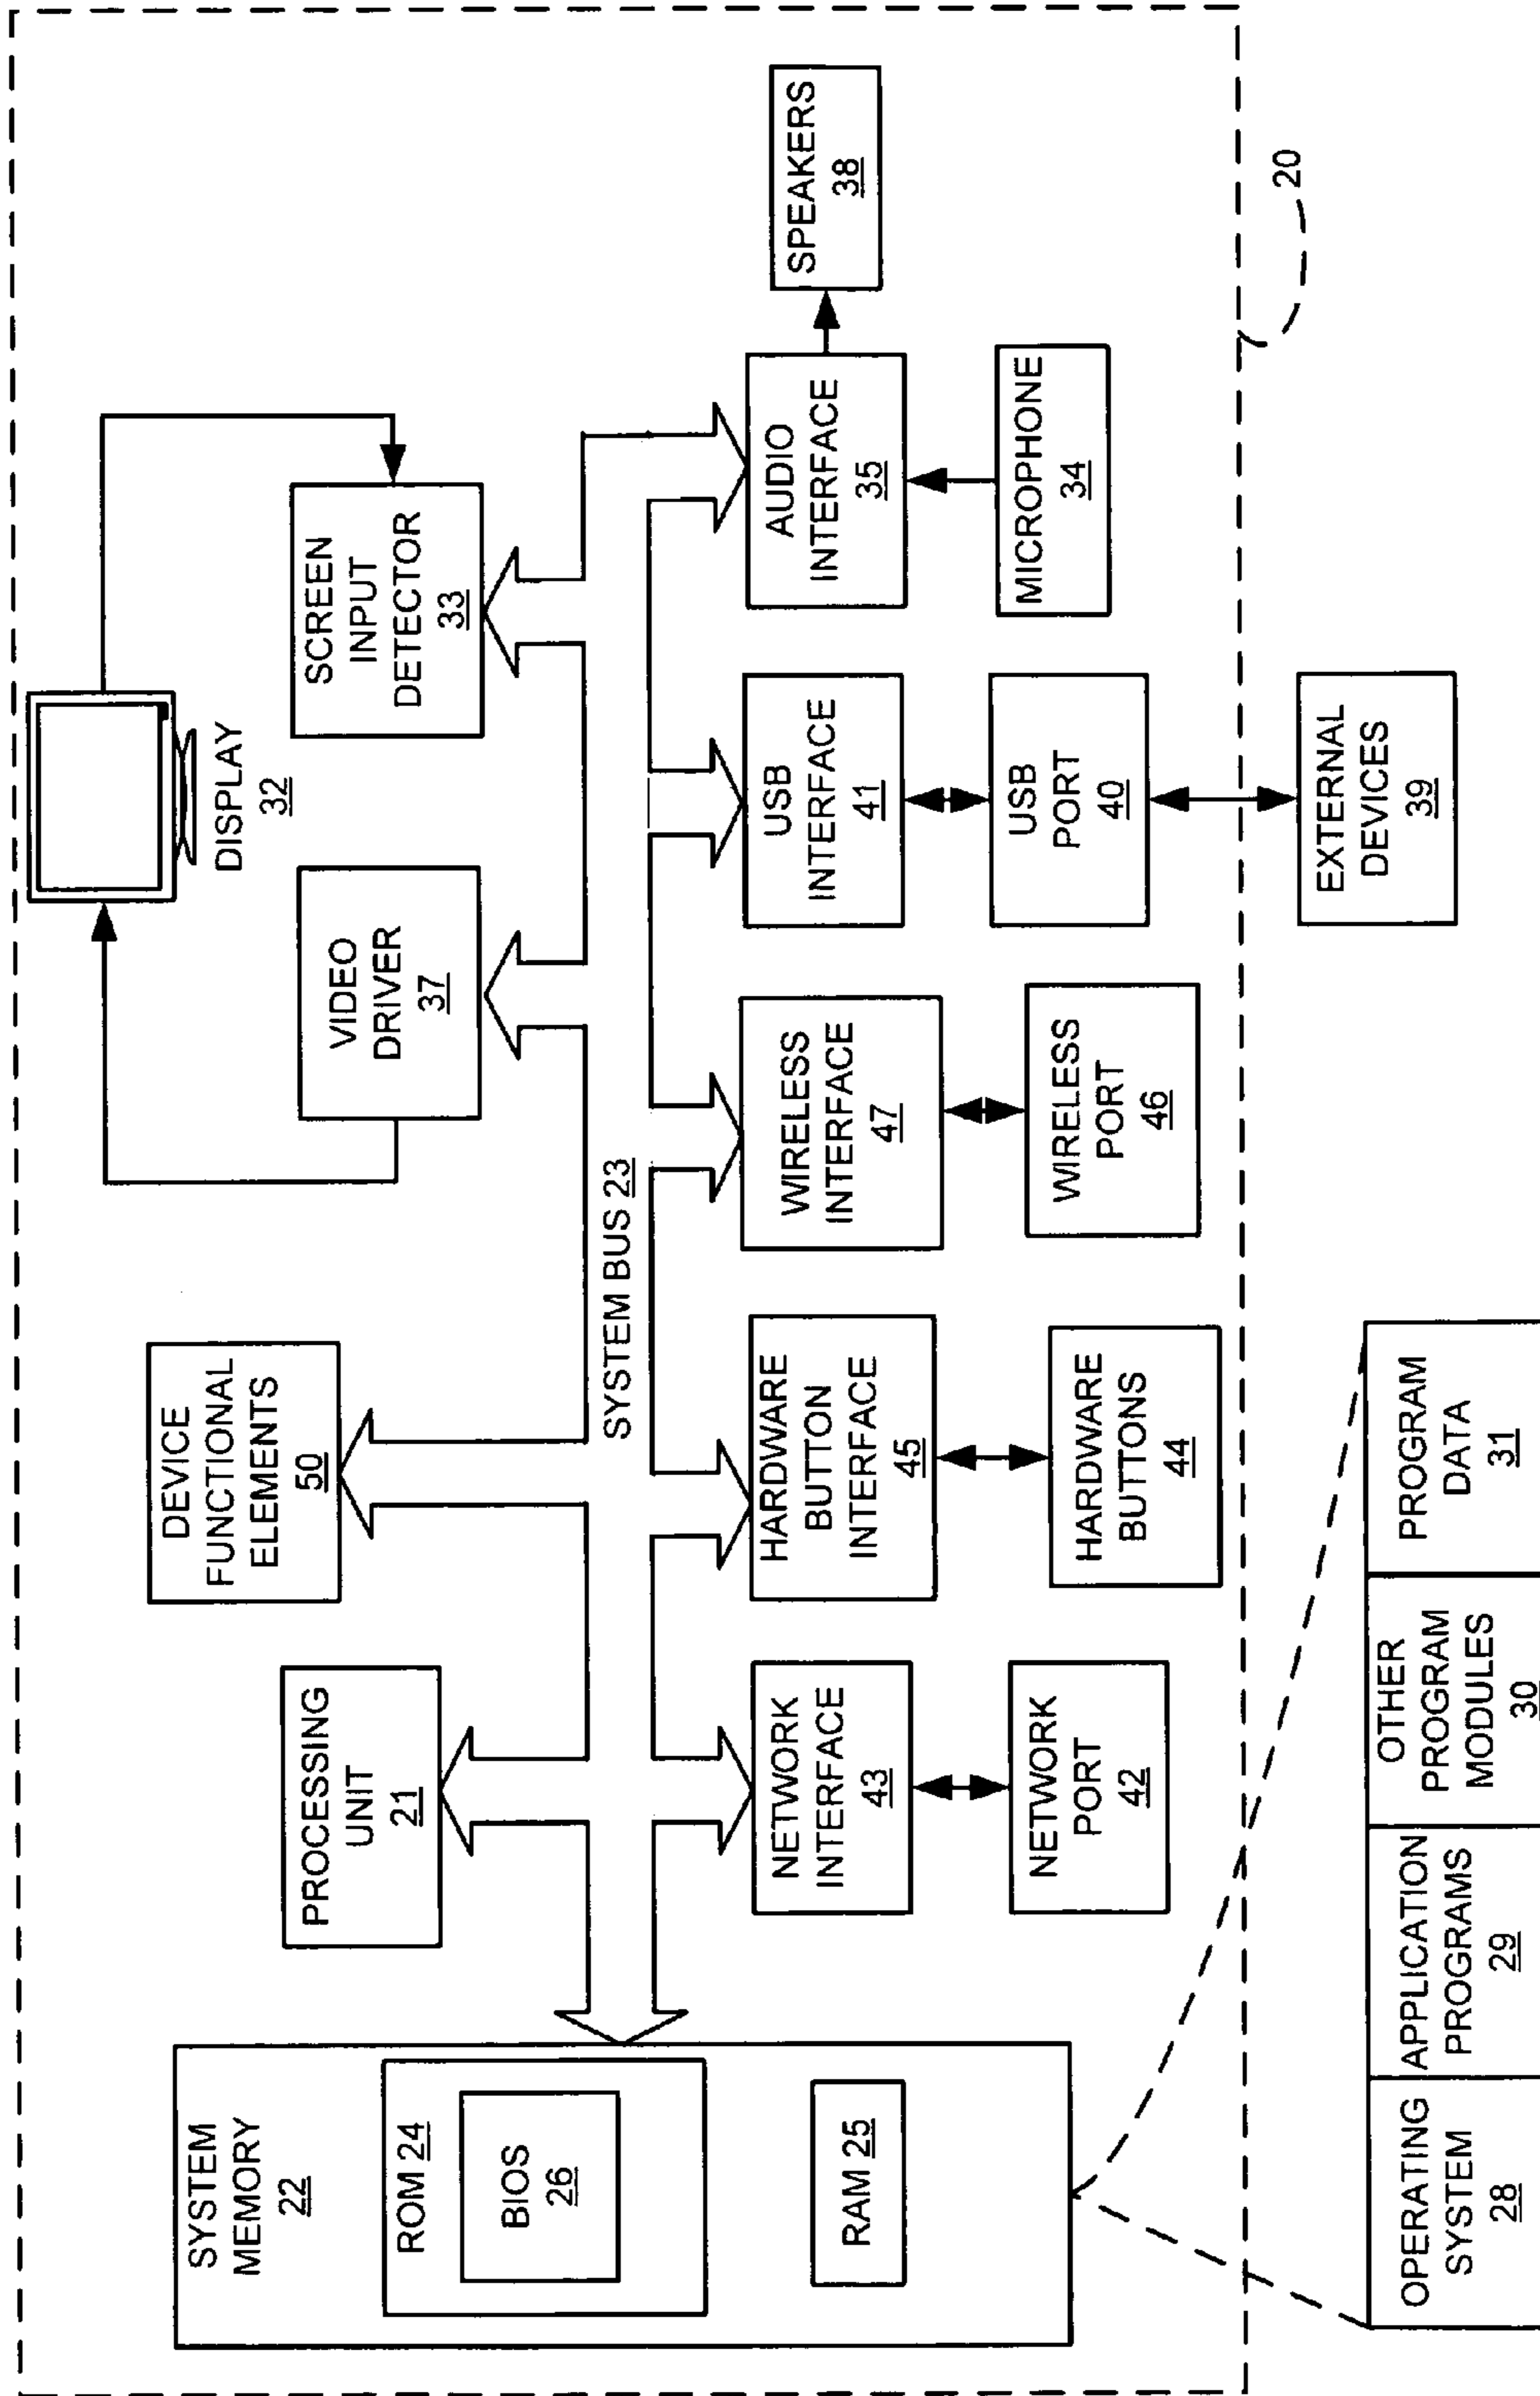 SYSTEM
MEMORY
22
ROM 24
BIOS
26
RAM 25
PROCESSING
UNIT
21
DEVICE
FUNCTIONAL
ELEMENTS
50
VIDEO
DRIVER
37
DISPLAY
32
SCREEN
INPUT
DETECTOR
33
SYSTEM BUS 23
NETWORK
INTERFACE
43
NETWORK
PORT
42
HARDWARE
BUTTON
INTERFACE
45
HARDWARE
BUTTONS
44
WIRELESS
INTERFACE
47
WIRELESS
PORT
46
USB
INTERFACE
41
USB
PORT
40
AUDIO
INTERFACE
35
MICROPHONE
34
SPEAKERS
38
20
EXTERNAL
DEVICES
39
OPERATING
SYSTEM
28
APPLICATION
PROGRAMS
29
OTHER
PROGRAM
MODULES
30
PROGRAM
DATA
31